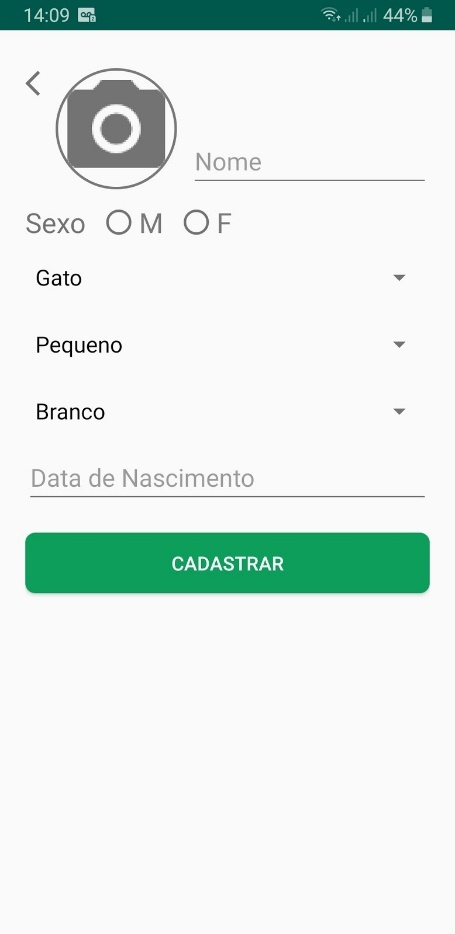 14:09 44%
Nome
Sexo M F
Gato
Pequeno
Branco
Data de Nascimento
CADASTRAR